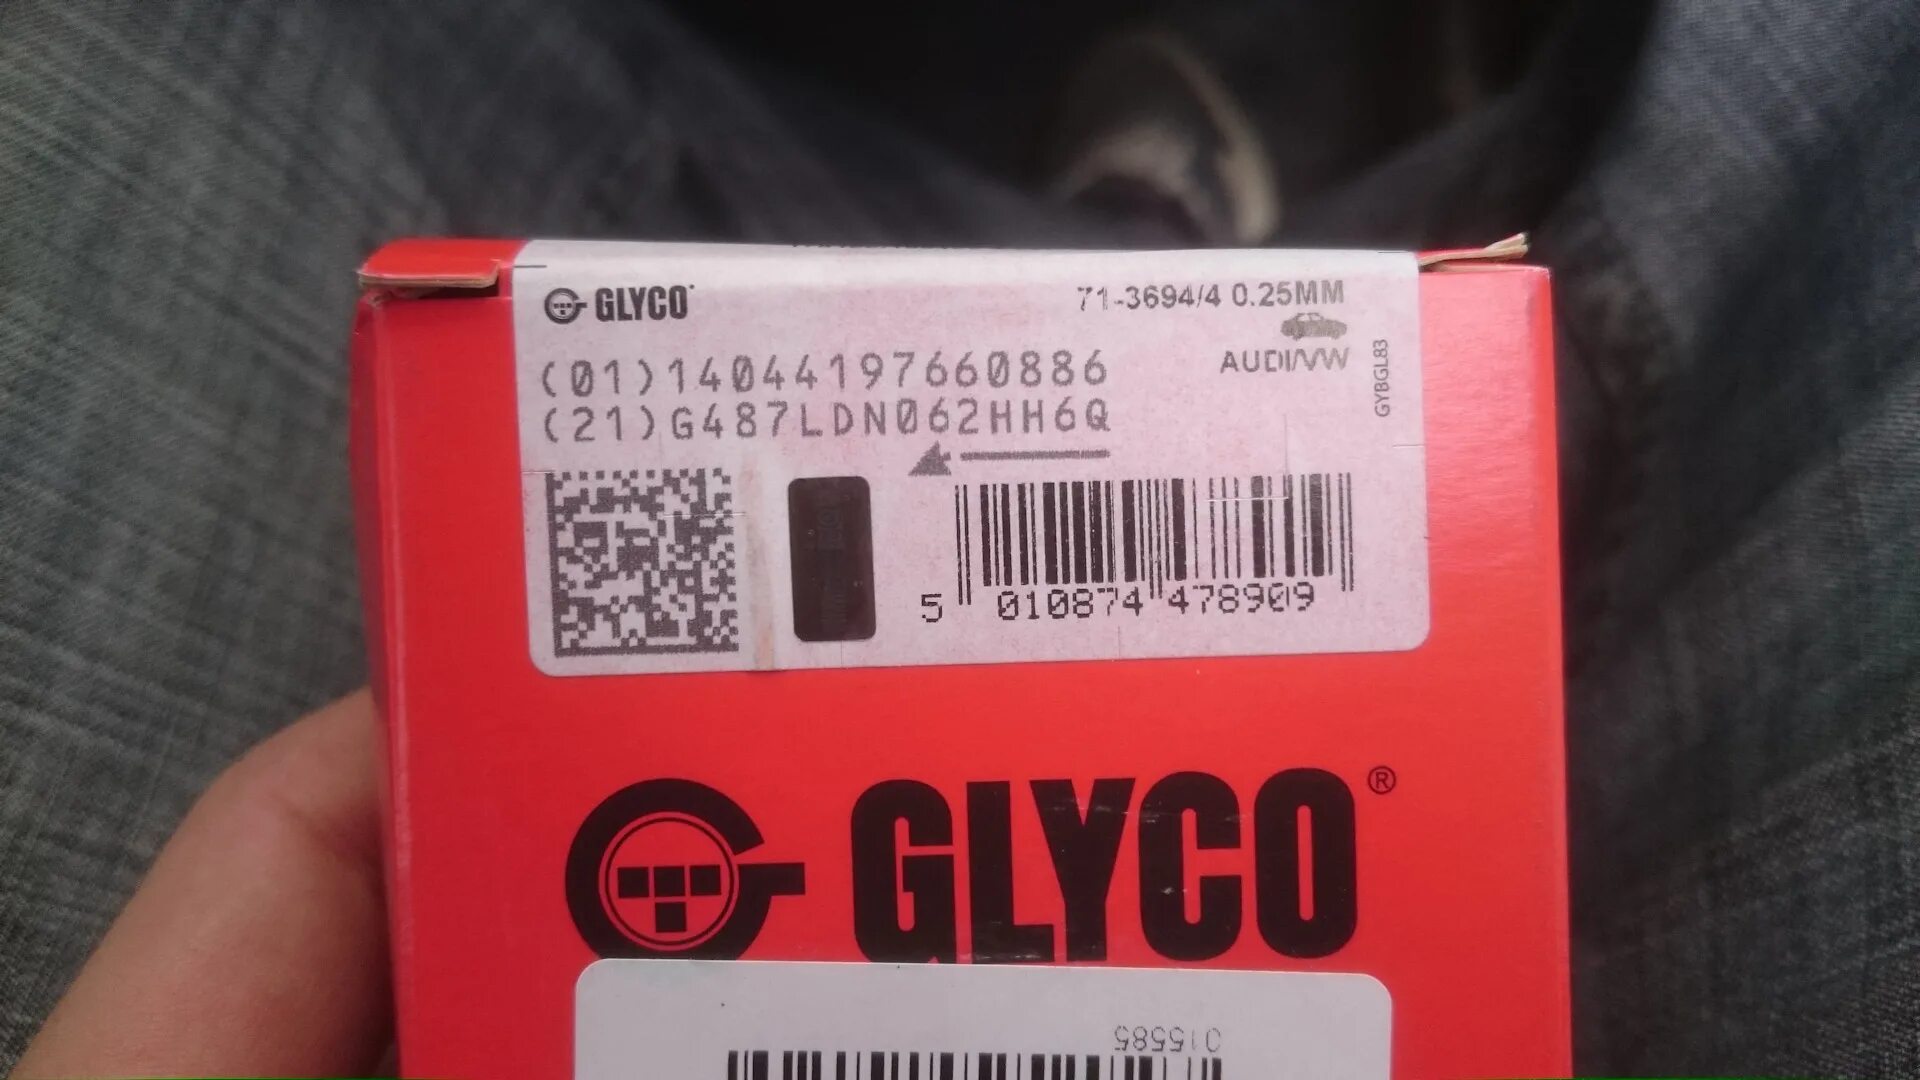 GLYCO
71-3694/4 0.25MM
(01)14044197660886
AUDI/VW
(21)G487LDN062HH6Q
GYBGL83
5 010874 478909
GLYCO®
015585